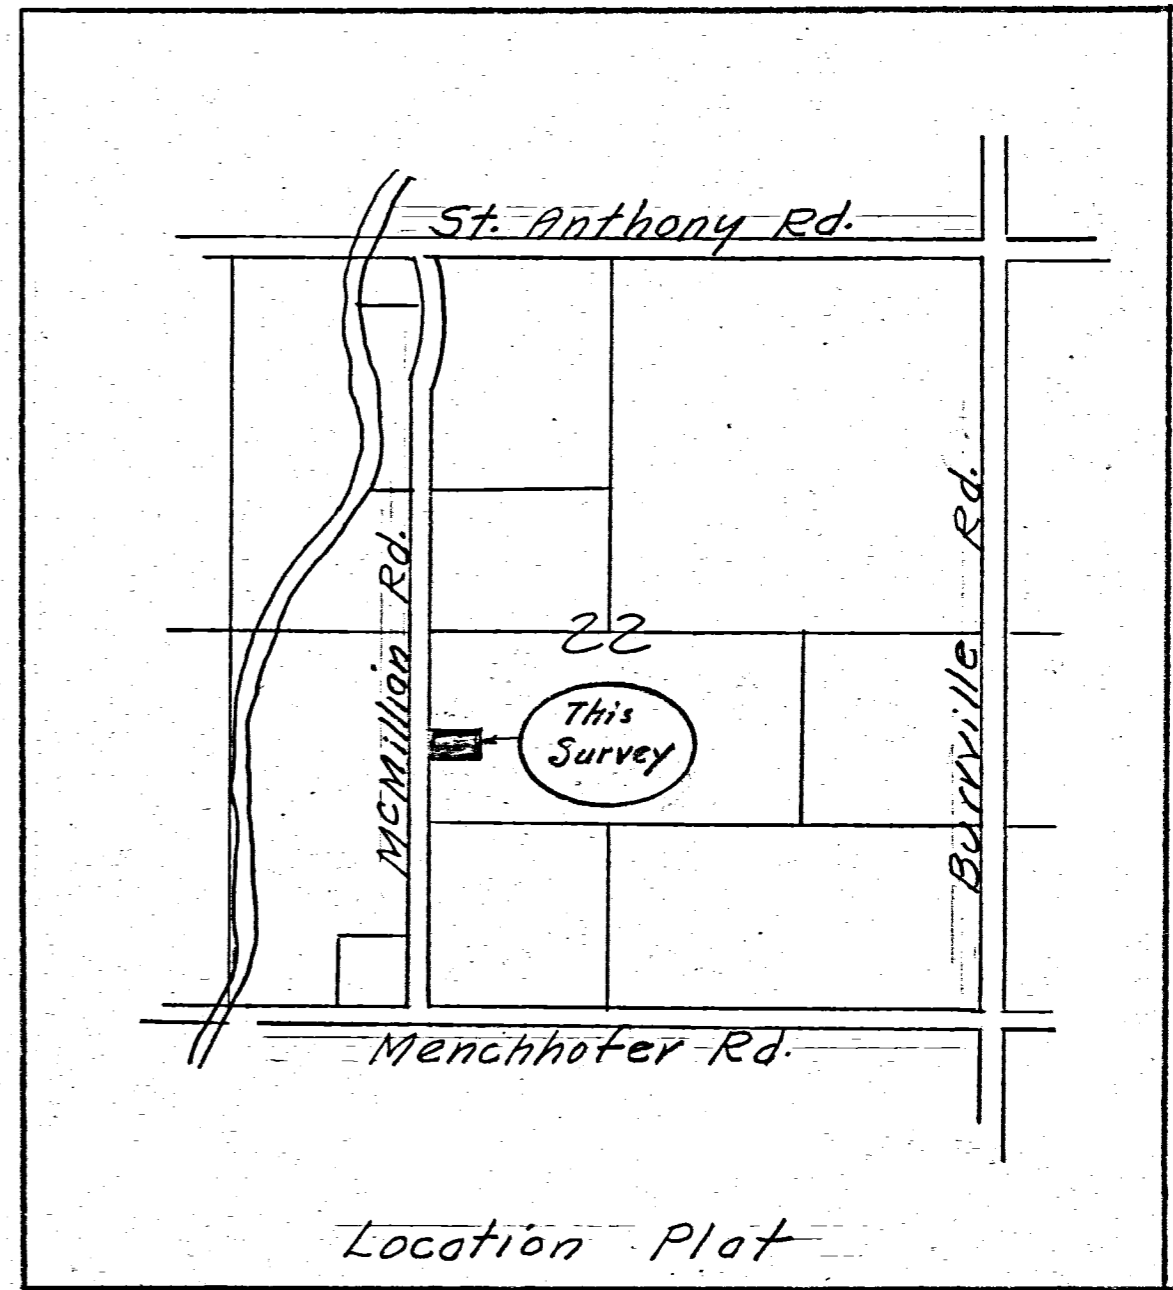 St. Anthony Rd.
McMillian Rd.
Burrville Rd.
22
This
Survey
Menchhofer Rd.
Location Plat